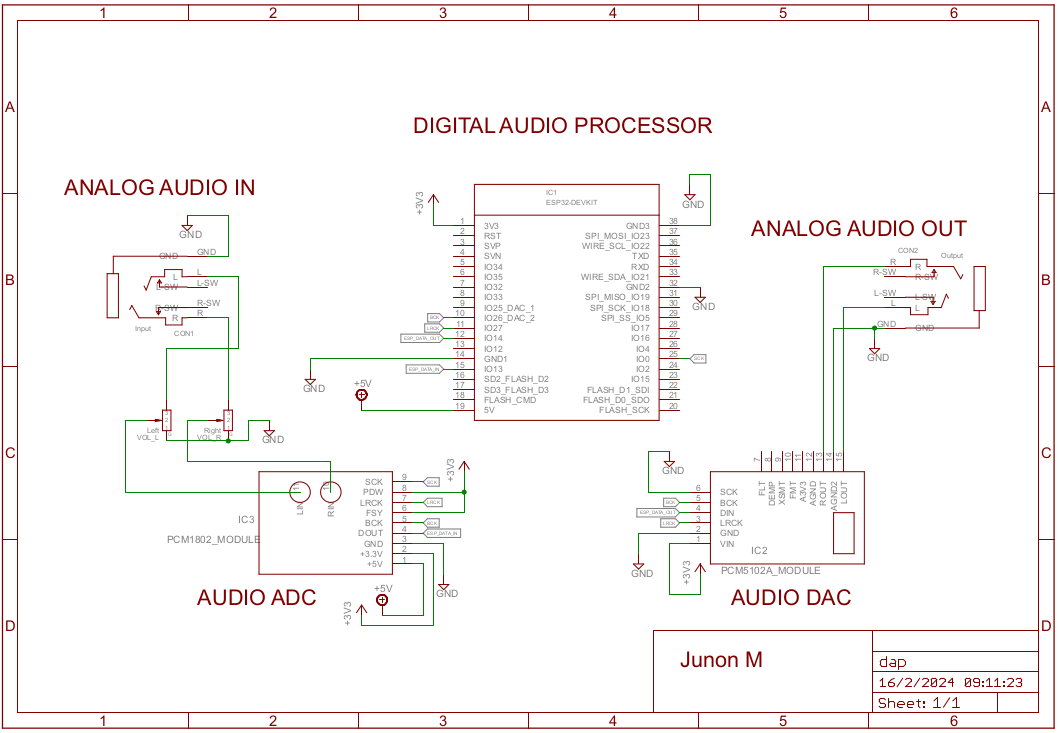 1 2 3 4 5 6
A A
DIGITAL AUDIO PROCESSOR
ANALOG AUDIO IN
ANALOG AUDIO OUT
B B
GND
GND
GND
L
L
L-SW
L-SW
R-SW
R-SW
R
R
Input
CON1
+3V3
IC1
ESP32-DEVKIT
GND
1 3V3 GND3 38
2 RST SPI_MOSI_IO23 37
3 SVP WIRE_SCL_IO22 36
4 SVN TXD 35
5 IO34 RXD 34
6 IO35 WIRE_SDA_IO21 33
7 IO32 GND2 32
8 IO33 SPI_MISO_IO19 31
9 IO25_DAC_1 SPI_SCK_IO18 30
BCK 10 IO26_DAC_2 SPI_SS_IO5 29
LRCK 11 IO27 IO17 28
ESP_DATA_OUT 12 IO14 IO16 27
13 IO12 IO4 26
14 GND1 IO0 25 SCK
ESP_DATA_IN 15 IO13 IO2 24
16 SD2_FLASH_D2 IO15 23
17 SD3_FLASH_D3 FLASH_D1_SDI 22
18 FLASH_CMD FLASH_D0_SDO 21
19 5V FLASH_SCK 20
GND
GND
+5V
CON2
Output
R
R
R-SW
R-SW
L-SW
L-SW
L
L
GND
GND
GND
C C
Left
VOL_L
Right
VOL_R
GND
LIN
RIN
IC3
PCM1802_MODULE
SCK 9 SCK
PDW 8
LRCK 7 LRCK
FSY 6
BCK 5 BCK
DOUT 4 ESP_DATA_IN
GND 3
+3.3V 2
+5V 1
+3V3
GND
+5V
+3V3
AUDIO ADC
GND
7 8 9 10 11 12 13 14 15
FLT DEMP XSMT FMT A3V3 AGND ROUT AGND2 LOUT
6 SCK
BCK 5 BCK
ESP_DATA_OUT 4 DIN
LRCK 3 LRCK
2 GND
1 VIN
IC2
PCM5102A_MODULE
GND
+3V3
AUDIO DAC
D D
Junon M
dap
16/2/2024 09:11:23
Sheet: 1/1
1 2 3 4 5 6